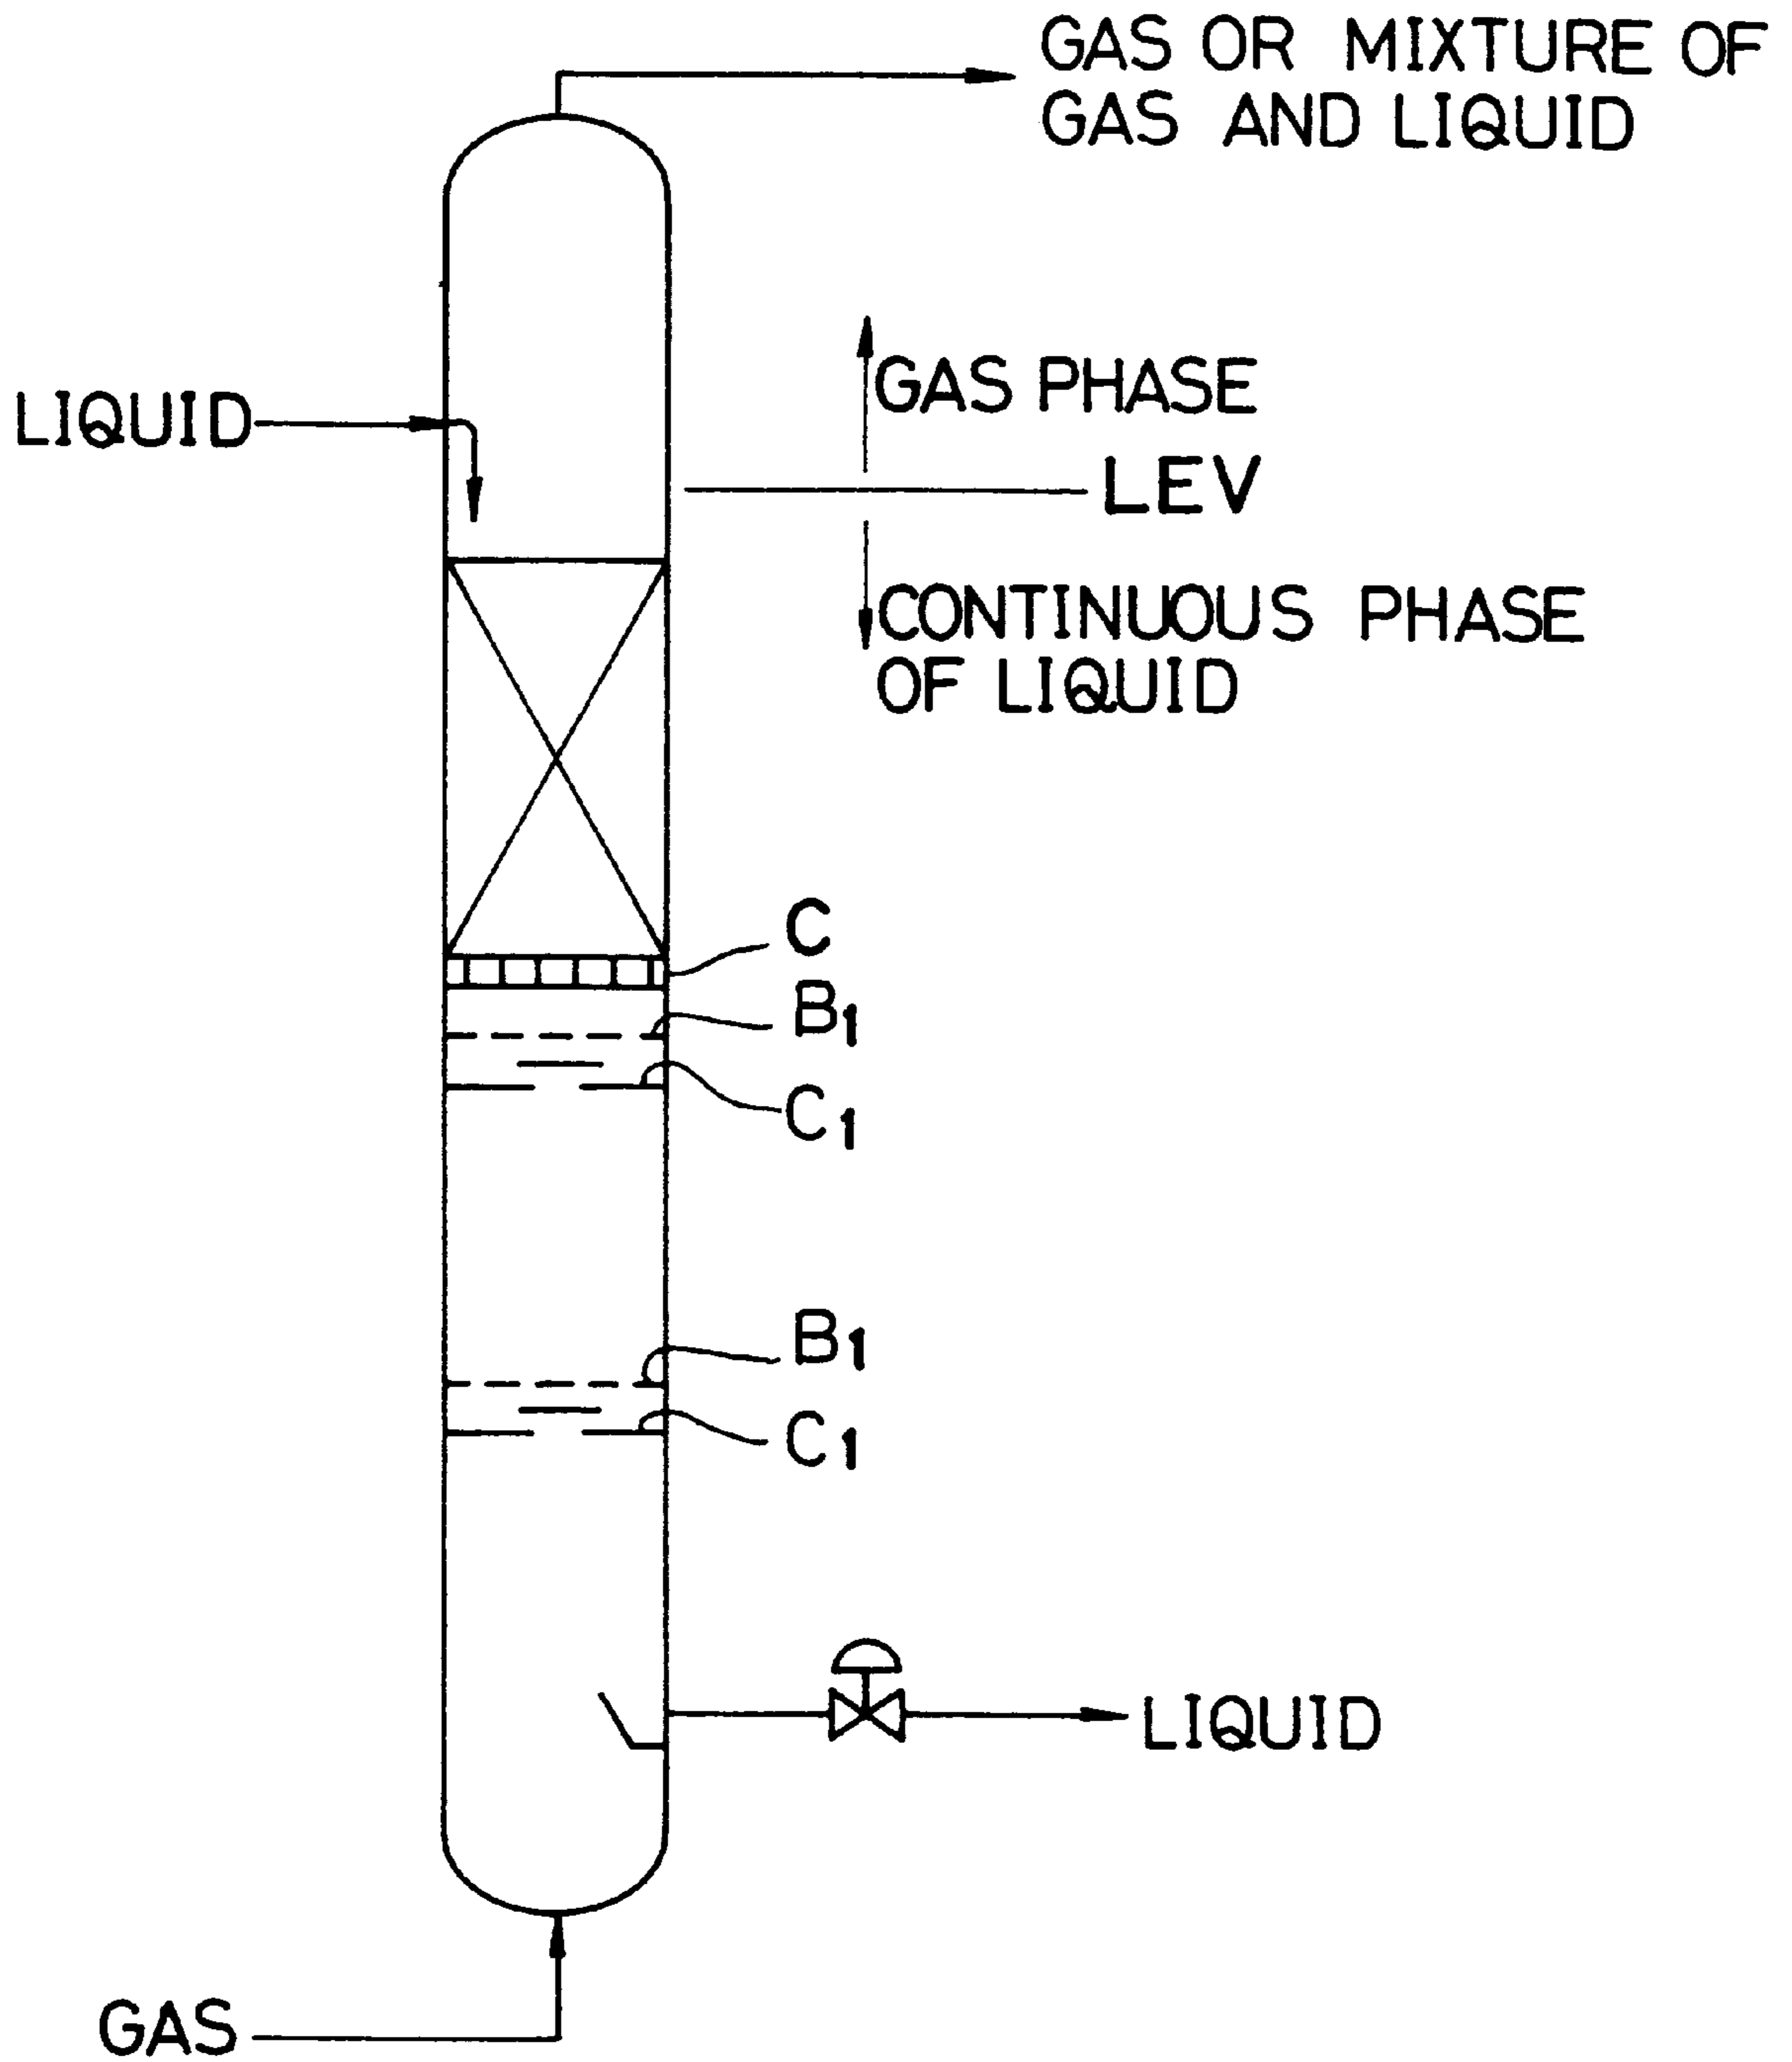 GAS OR MIXTURE OF
GAS AND LIQUID
GAS PHASE
LIQUID
LEV
CONTINUOUS PHASE
OF LIQUID
C
B1
C1
B1
C1
LIQUID
GAS